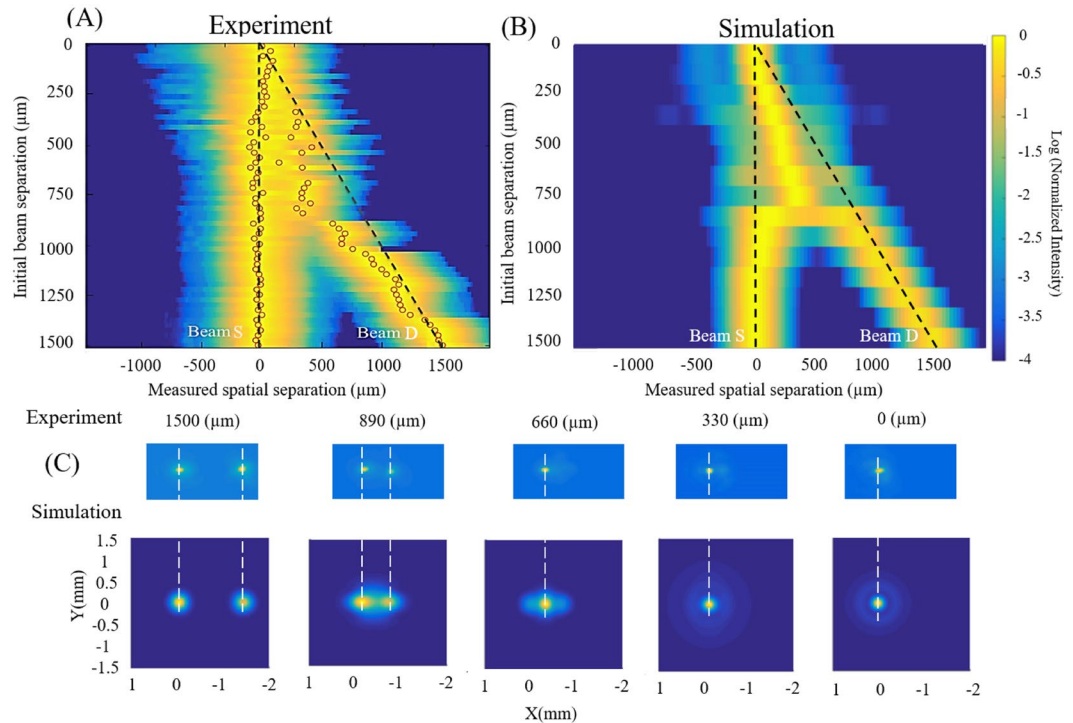 (A)
Experiment
Initial beam separation (µm)
0
250
500
750
1000
1250
1500
Beam S
Beam D
-1000
-500
0
500
1000
1500
Measured spatial separation (µm)
(B)
Simulation
Initial beam separation (µm)
0
250
500
750
1000
1250
1500
Beam S
Beam D
-1000
-500
0
500
1000
1500
Measured spatial separation (µm)
0
-0.5
-1
-1.5
-2
-2.5
-3
-3.5
-4
Log (Normalized Intensity)
Experiment
1500 (µm)
890 (µm)
660 (µm)
330 (µm)
0 (µm)
(C)
Simulation
Y(mm)
1.5
1
0.5
0
-0.5
-1
-1.5
1 0 -1 -2
1 0 -1 -2
1 0 -1 -2
1 0 -1 -2
1 0 -1 -2
X(mm)